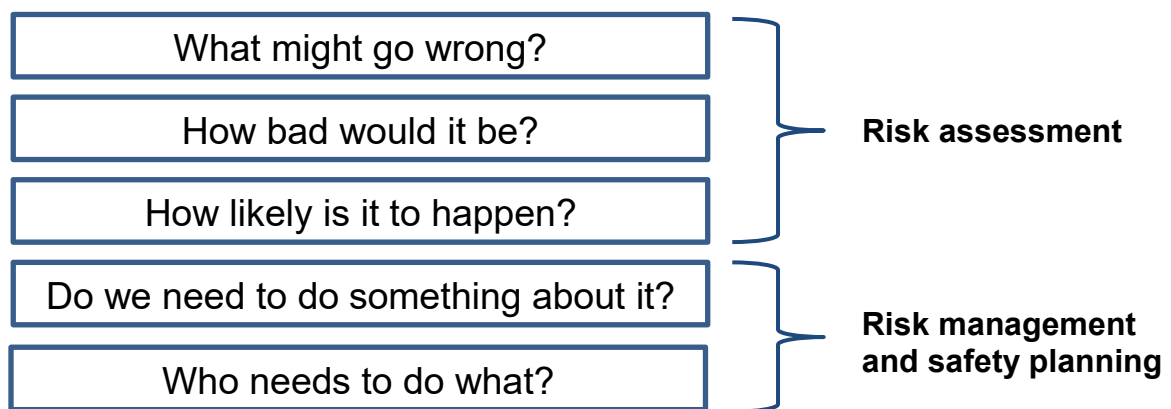 What might go wrong?
How bad would it be?
Risk assessment
How likely is it to happen?
Do we need to do something about it?
Risk management
and safety planning
Who needs to do what?